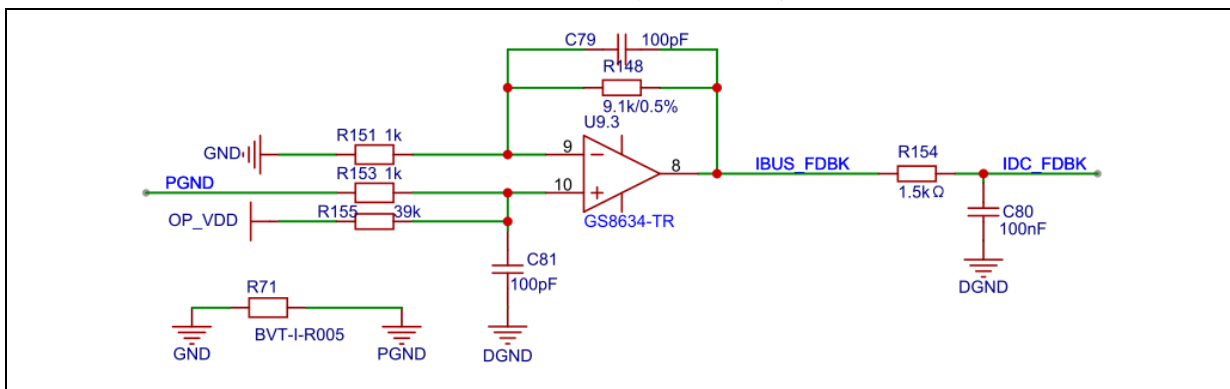 C79 100pF
R148
9.1k/0.5%
U9.3
R151 1k
GND
9
R153 1k
PGND
8
IBUS_FDBK
R154
IDC_FDBK
10
1.5kΩ
OP_VDD
R155 39k
GS8634-TR
C80
100nF
C81
100pF
DGND
R71
BVT-I-R005
GND
PGND
DGND